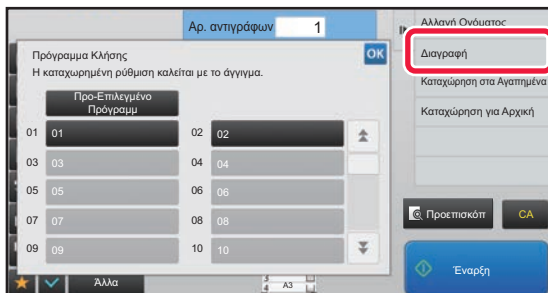 Αρ. αντιγράφων 1
Αλλαγή Ονόματος
Πρόγραμμα Κλήσης
OK
Η καταχωρημένη ρύθμιση καλείται με το άγγιγμα.
Διαγραφή
Καταχώρηση στα Αγαπημένα
Καταχώρηση για Αρχική
Προ-Επιλεγμένο
Πρόγραμμ
01 01
02 02
03 03
04 04
05 05
06 06
07 07
08 08
09 09
10 10
Προεπισκόπ
CA
Έναρξη
Άλλα
3
4
A3